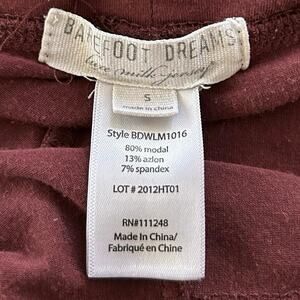 BAREFOOT DREAMS
luxe milk jersey
S
made in China
Style BDWLM1016
80% modal
13% azlon
7% spandex
LOT # 2012HT01
RN#111248
Made In China/
Fabriqué en Chine